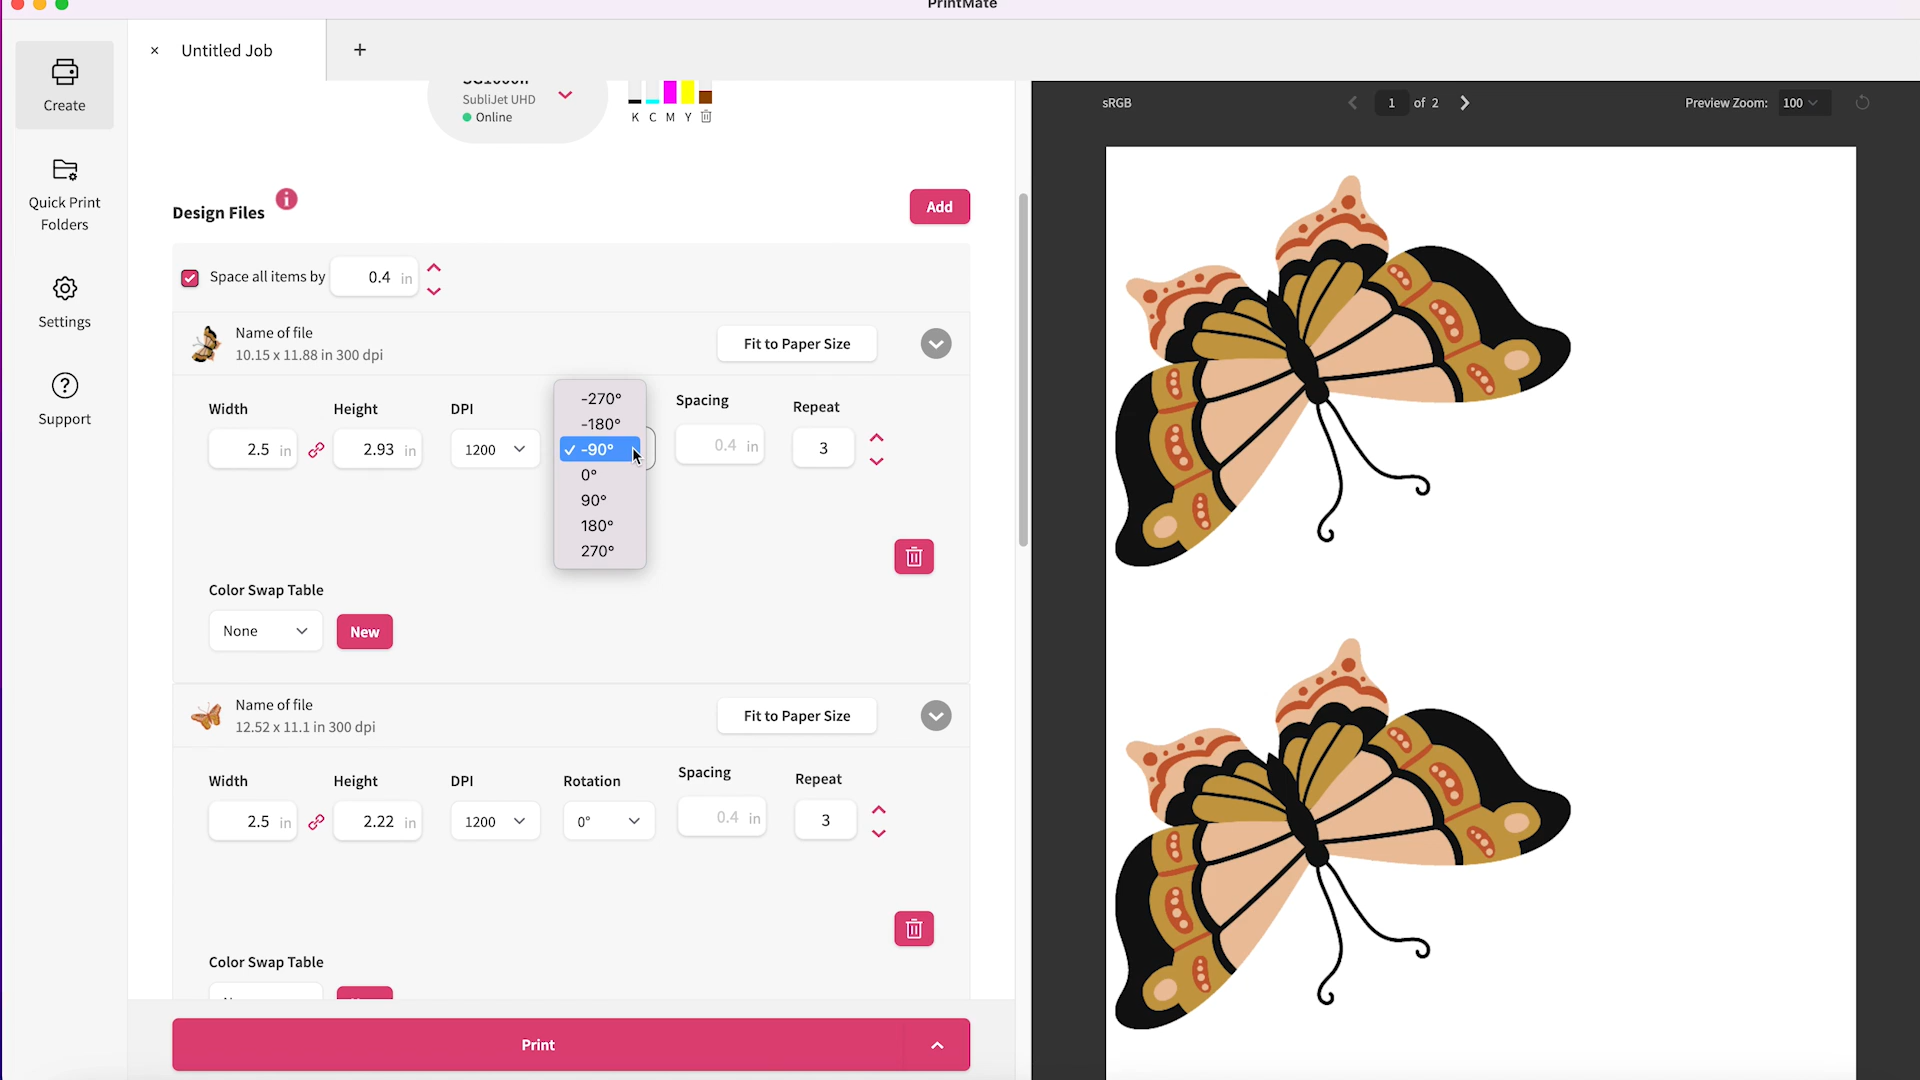 PrintMate
Untitled Job
Create
Quick Print
Folders
Settings
Support
SubliJet UHD
Online
K C M Y
Design Files
Add
Space all items by 0.4 in
Name of file
10.15 x 11.88 in 300 dpi
Fit to Paper Size
Width Height DPI Spacing Repeat
2.5 in 2.93 in 1200 0.4 in 3
-270°
-180°
-90°
0°
90°
180°
270°
Color Swap Table
None New
Name of file
12.52 x 11.1 in 300 dpi
Fit to Paper Size
Width Height DPI Rotation Spacing Repeat
2.5 in 2.22 in 1200 0° 0.4 in 3
Color Swap Table
Print
sRGB
1 of 2
Preview Zoom: 100